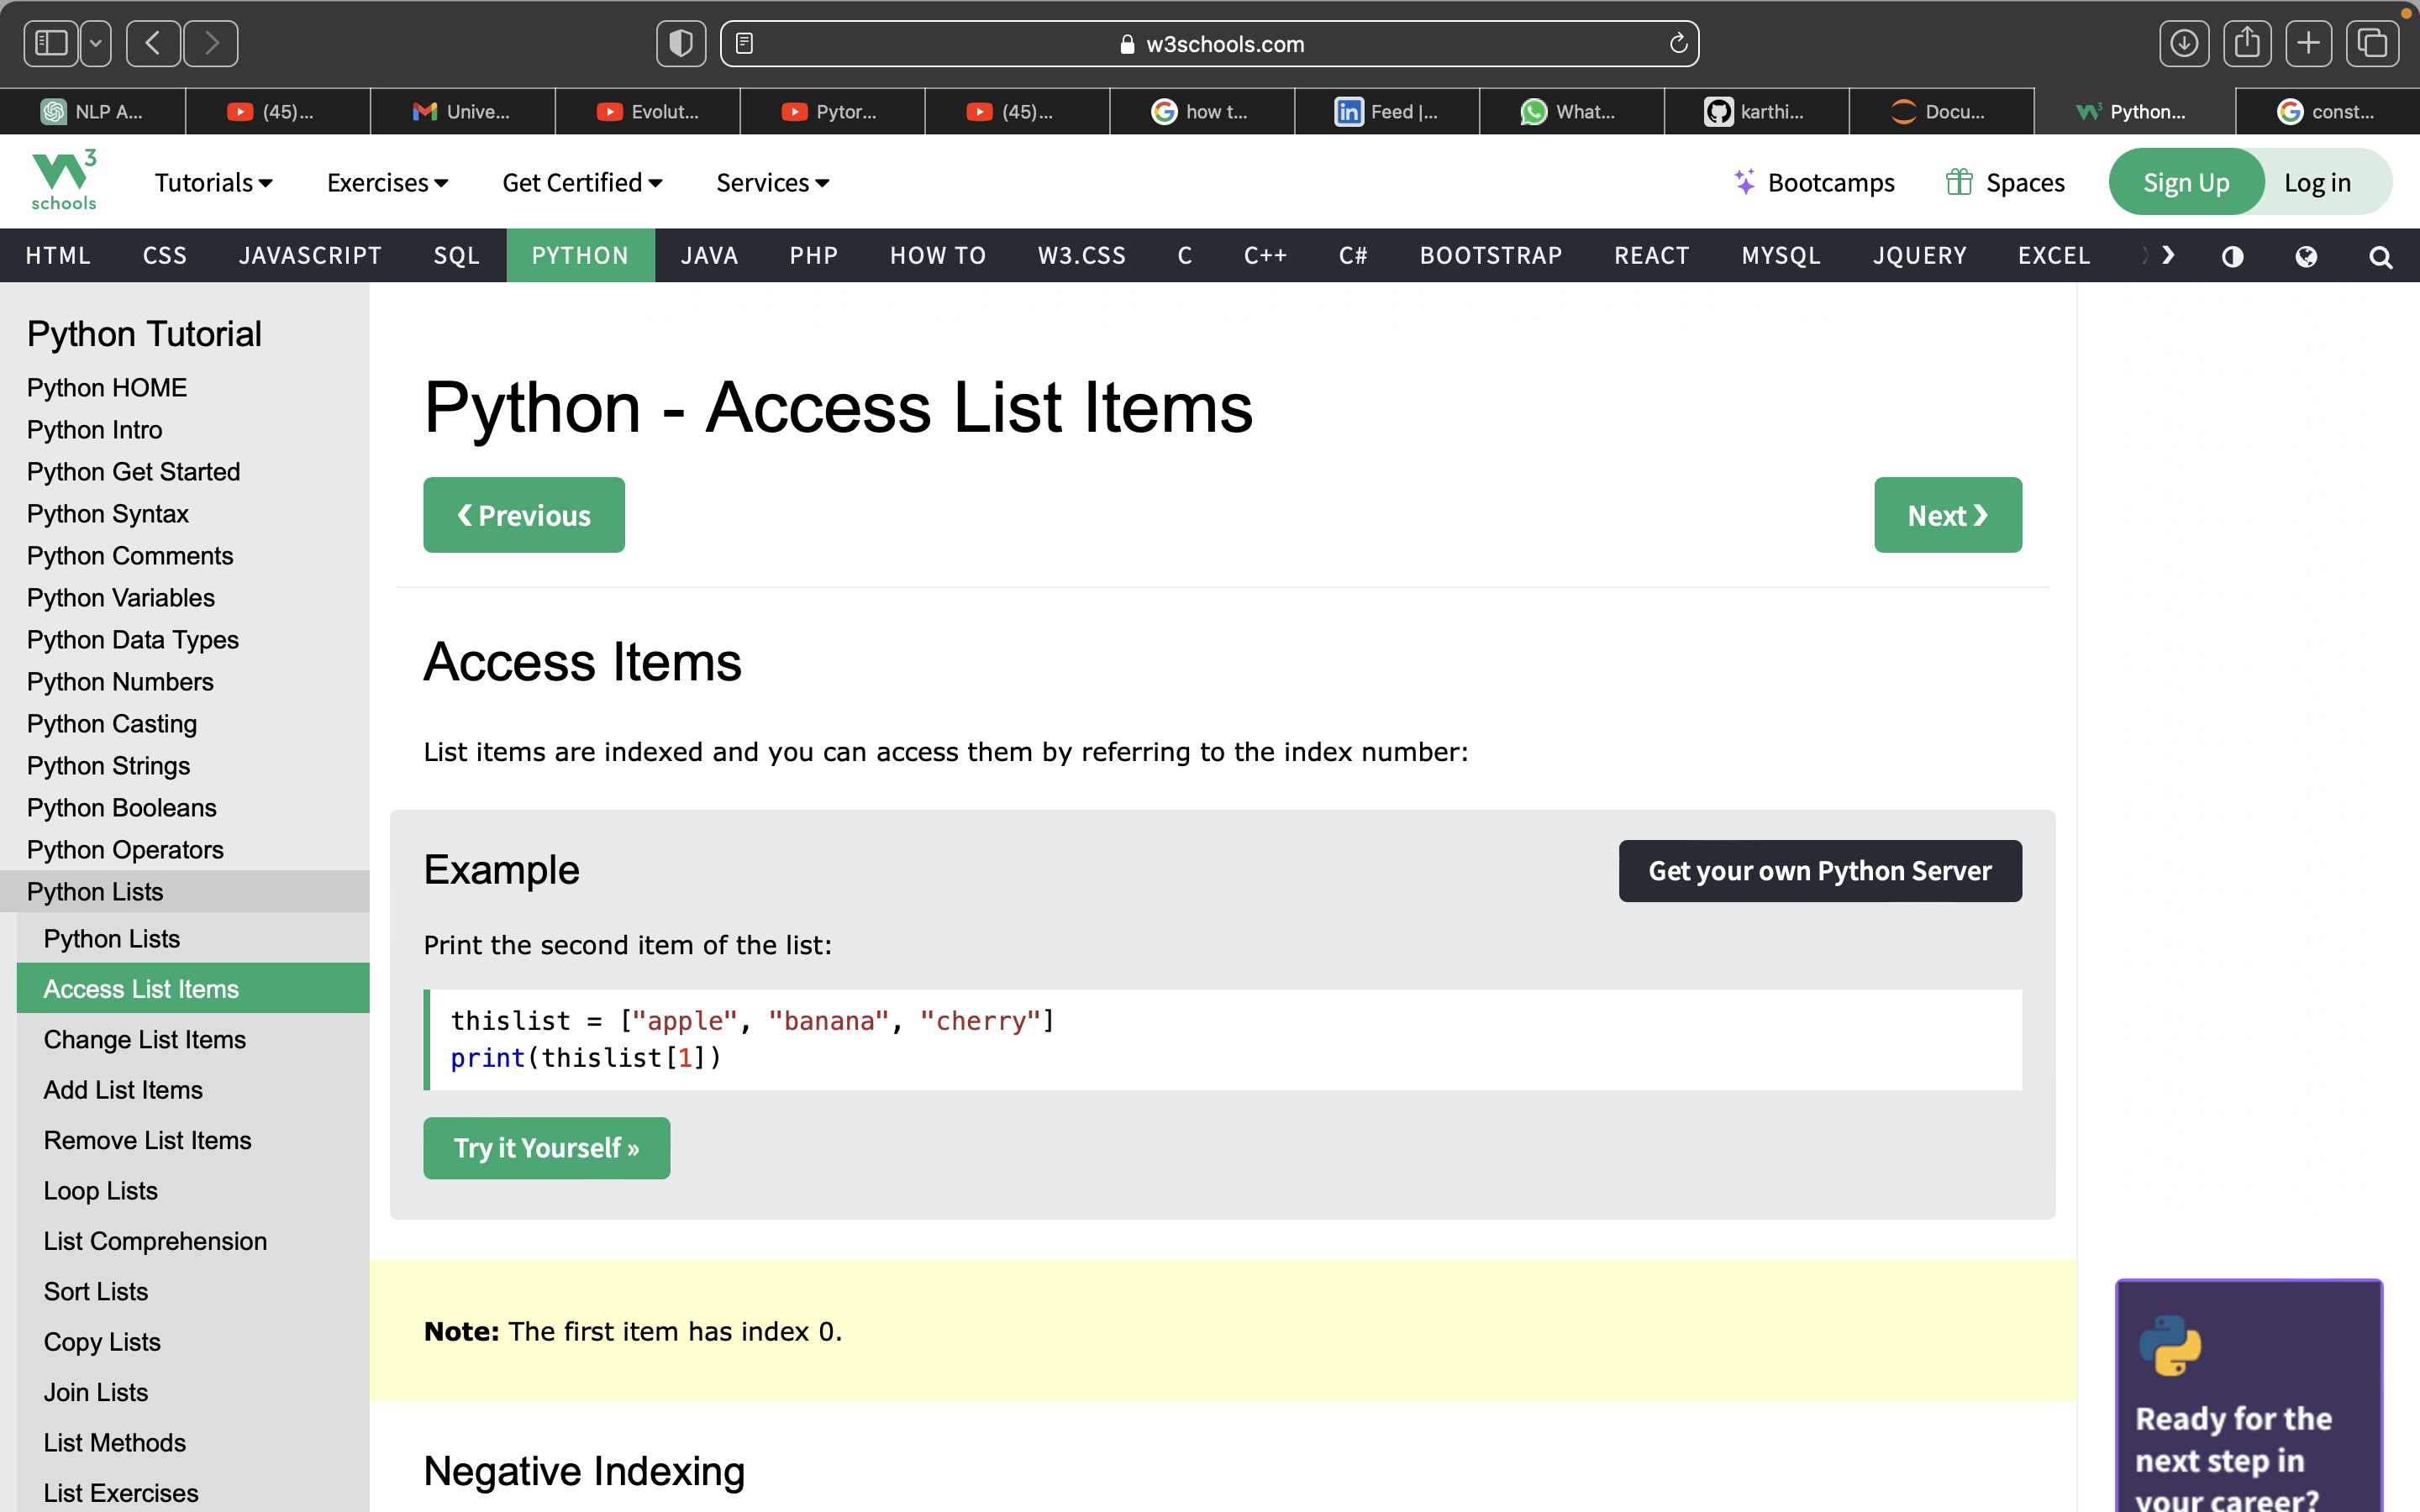 w3schools.com
NLP A...
(45)...
Unive...
Evolut...
Pytor...
(45)...
how t...
Feed |...
What...
karthi...
Docu...
Python...
const...
W3 schools
Tutorials
Exercises
Get Certified
Services
Bootcamps
Spaces
Sign Up
Log in
HTML CSS JAVASCRIPT SQL PYTHON JAVA PHP HOW TO W3.CSS C C++ C# BOOTSTRAP REACT MYSQL JQUERY EXCEL
Python Tutorial
Python HOME
Python Intro
Python Get Started
Python Syntax
Python Comments
Python Variables
Python Data Types
Python Numbers
Python Casting
Python Strings
Python Booleans
Python Operators
Python Lists
Python Lists
Access List Items
Change List Items
Add List Items
Remove List Items
Loop Lists
List Comprehension
Sort Lists
Copy Lists
Join Lists
List Methods
List Exercises
Python - Access List Items
❮ Previous
Next ❯
Access Items
List items are indexed and you can access them by referring to the index number:
Example
Get your own Python Server
Print the second item of the list:
thislist = ["apple", "banana", "cherry"]
print(thislist[1])
Try it Yourself »
Note: The first item has index 0.
Negative Indexing
Ready for the
next step in
your career?